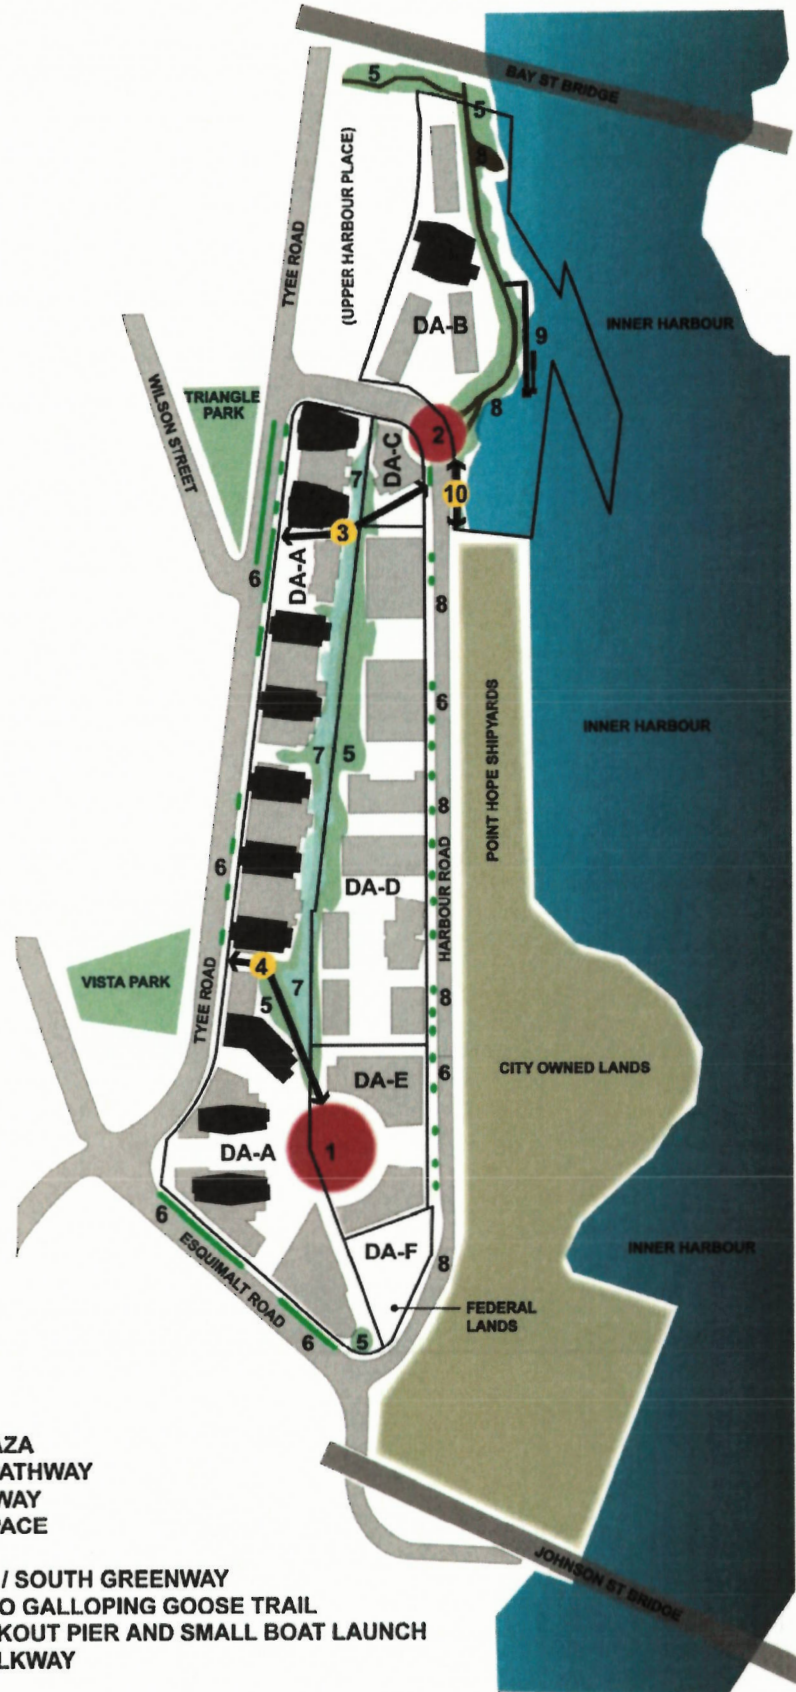 BAY ST BRIDGE
5
5
8
(UPPER HARBOUR PLACE)
TYEE ROAD
DA-B
INNER HARBOUR
9
WILSON STREET
TRIANGLE
PARK
8
2
DA-C
7
10
3
DA-A
6
8
6
POINT HOPE SHIPYARDS
INNER HARBOUR
7
5
8
6
DA-D
HARBOUR ROAD
4
VISTA PARK
TYEE ROAD
7
5
8
CITY OWNED LANDS
6
DA-E
1
DA-A
6
ESQUIMALT ROAD
DA-F
INNER HARBOUR
8
FEDERAL
LANDS
6
5
AZA
ATHWAY
WAY
PACE
/ SOUTH GREENWAY
O GALLOPING GOOSE TRAIL
KOUT PIER AND SMALL BOAT LAUNCH
LKWAY
JOHNSON ST BRIDGE